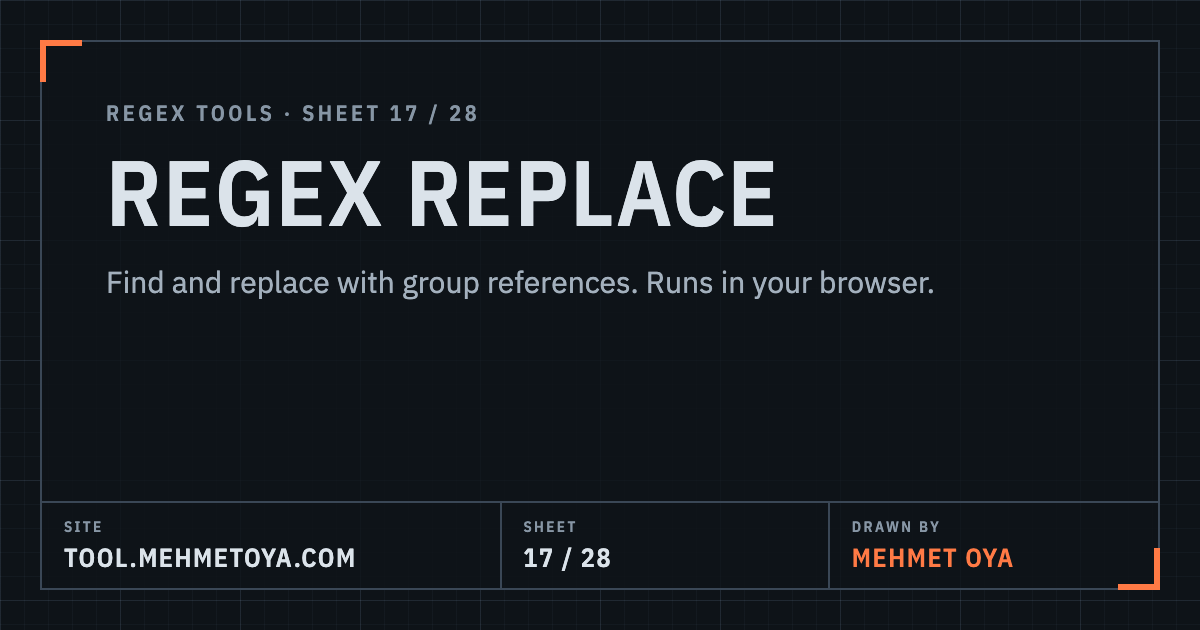 REGEX TOOLS · SHEET 17 / 28
REGEX REPLACE
Find and replace with group references. Runs in your browser.
SITE
TOOL.MEHMETOYA.COM
SHEET
17 / 28
DRAWN BY
MEHMET OYA